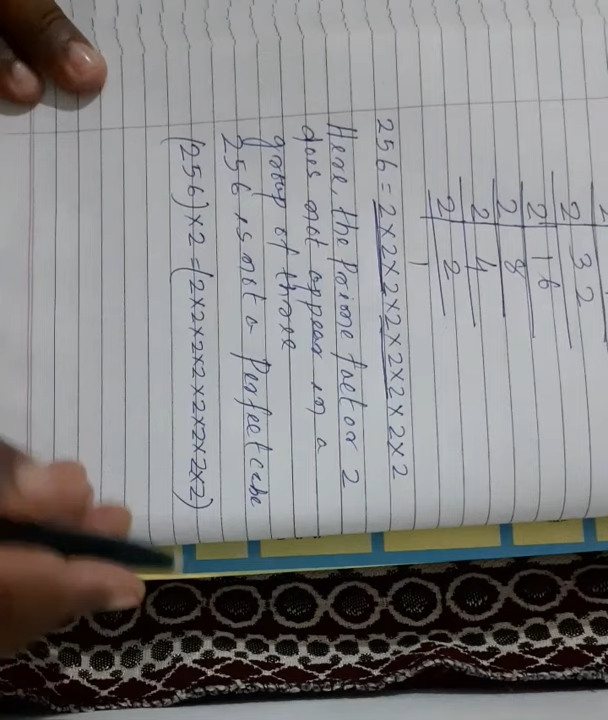 2 32
2 16
2 8
2 4
2 2
1
256 = 2×2×2×2×2×2×2×2
Here, the Prime factor 2
does not appear in a
group of three
256 is not a Perfect cube
(256)×2 = (2×2×2×2×2×2×2×2)